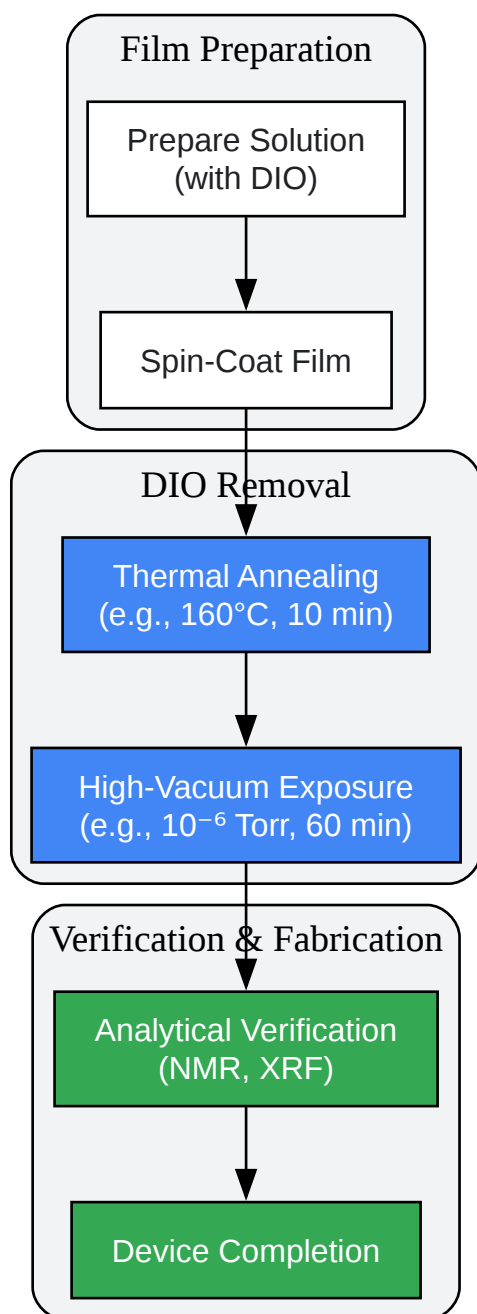 Film Preparation
Prepare Solution
(with DIO)
Spin-Coat Film
DIO Removal
Thermal Annealing
(e.g., 160°C, 10 min)
High-Vacuum Exposure
(e.g., 10⁻⁶ Torr, 60 min)
Verification & Fabrication
Analytical Verification
(NMR, XRF)
Device Completion